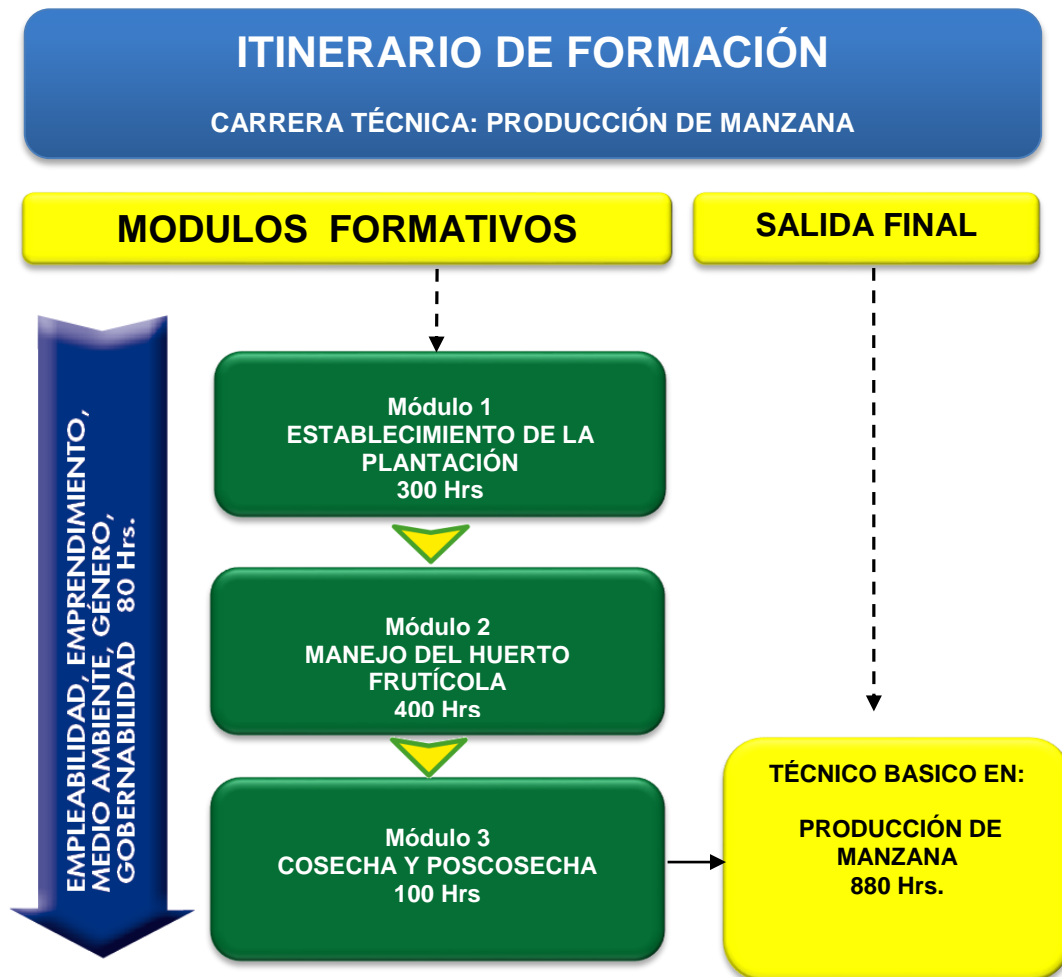 ITINERARIO DE FORMACIÓN
CARRERA TÉCNICA: PRODUCCIÓN DE MANZANA
MODULOS FORMATIVOS
SALIDA FINAL
EMPLEABILIDAD, EMPRENDIMIENTO,
MEDIO AMBIENTE, GÉNERO,
GOBERNABILIDAD 80 Hrs.
Módulo 1
ESTABLECIMIENTO DE LA
PLANTACIÓN
300 Hrs
Módulo 2
MANEJO DEL HUERTO
FRUTÍCOLA
400 Hrs
Módulo 3
COSECHA Y POSCOSECHA
100 Hrs
TÉCNICO BASICO EN:
PRODUCCIÓN DE
MANZANA
880 Hrs.